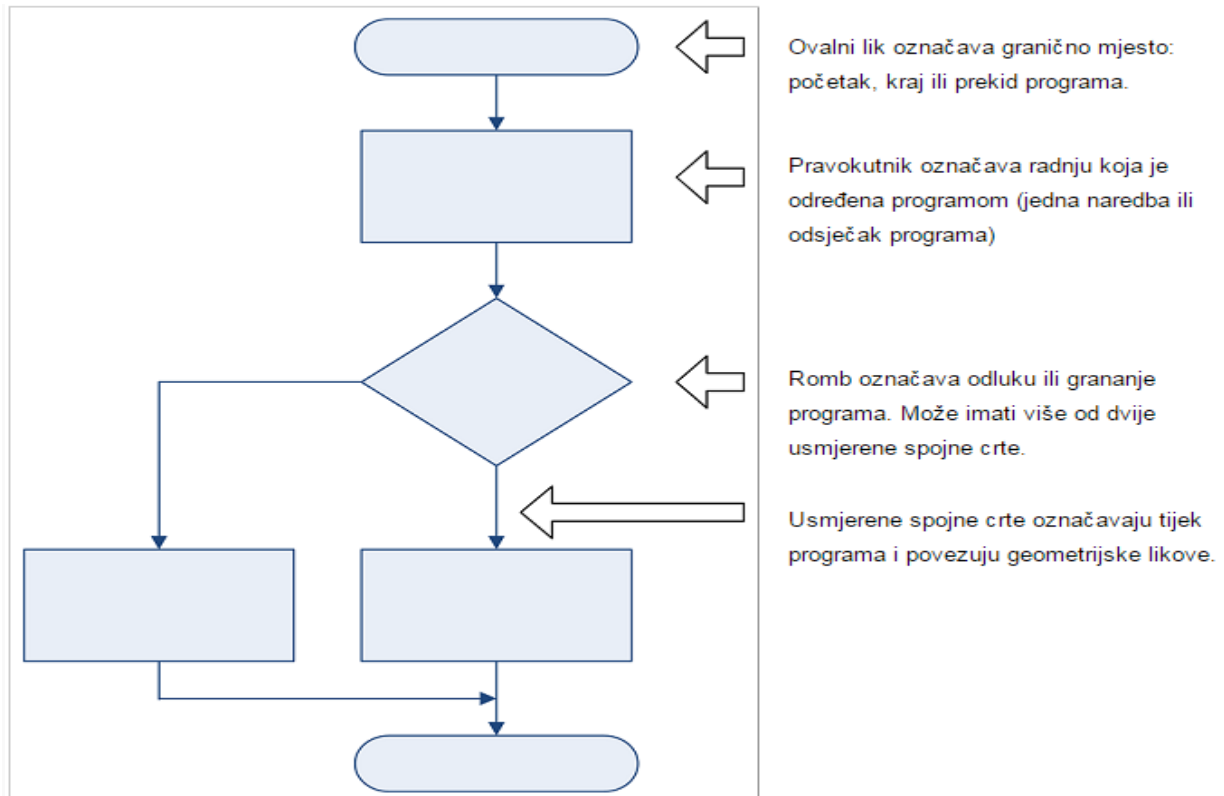 Ovalni lik označava granično mjesto:
početak, kraj ili prekid programa.
Pravokutnik označava radnju koja je
određena programom (jedna naredba ili
odsječak programa)
Romb označava odluku ili grananje
programa. Može imati više od dvije
usmjerene spojne crte.
Usmjerene spojne crte označavaju tijek
programa i povezuju geometrijske likove.